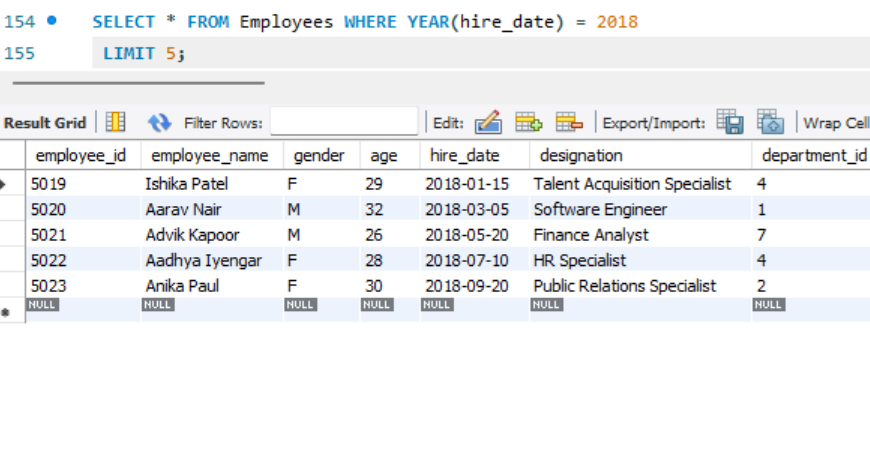 154 SELECT * FROM Employees WHERE YEAR(hire_date) = 2018
155 LIMIT 5;
Result Grid Filter Rows: Edit: Export/Import: Wrap Cell
employee_id employee_name gender age hire_date designation department_id
5019 Ishika Patel F 29 2018-01-15 Talent Acquisition Specialist 4
5020 Aarav Nair M 32 2018-03-05 Software Engineer 1
5021 Advik Kapoor M 26 2018-05-20 Finance Analyst 7
5022 Aadhya Iyengar F 28 2018-07-10 HR Specialist 4
5023 Anika Paul F 30 2018-09-20 Public Relations Specialist 2
NULL NULL NULL NULL NULL NULL NULL